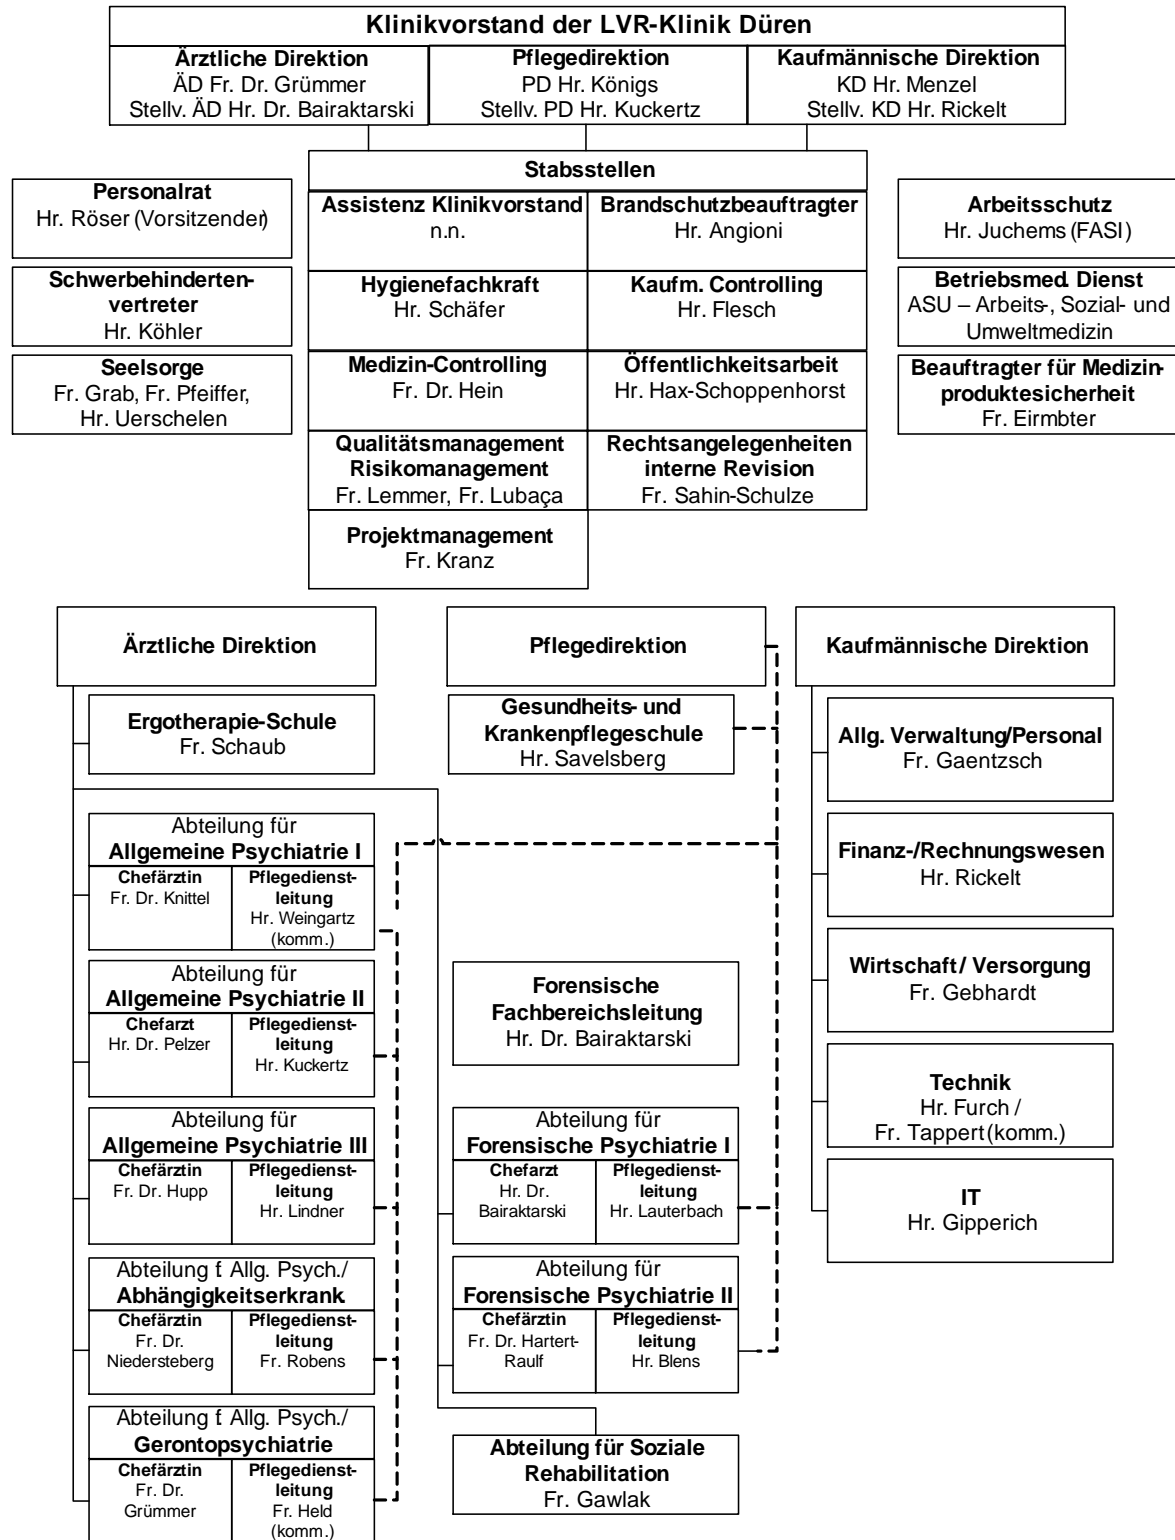 Klinikvorstand der LVR-Klinik Düren
Ärztliche Direktion
ÄD Fr. Dr. Grümmer
Stellv. ÄD Hr. Dr. Bairaktarski
Pflegedirektion
PD Hr. Königs
Stellv. PD Hr. Kuckertz
Kaufmännische Direktion
KD Hr. Menzel
Stellv. KD Hr. Rickelt
Personalrat
Hr. Röser (Vorsitzender)
Schwerbehinderten-
vertreter
Hr. Köhler
Seelsorge
Fr. Grab, Fr. Pfeiffer,
Hr. Uerschelen
Stabsstellen
Assistenz Klinikvorstand
n.n.
Brandschutzbeauftragter
Hr. Angioni
Hygienefachkraft
Hr. Schäfer
Kaufm. Controlling
Hr. Flesch
Medizin-Controlling
Fr. Dr. Hein
Öffentlichkeitsarbeit
Hr. Hax-Schoppenhorst
Qualitätsmanagement
Risikomanagement
Fr. Lemmer, Fr. Lubaça
Rechtsangelegenheiten
interne Revision
Fr. Sahin-Schulze
Projektmanagement
Fr. Kranz
Arbeitsschutz
Hr. Juchems (FASI)
Betriebsmed. Dienst
ASU – Arbeits-, Sozial- und
Umweltmedizin
Beauftragter für Medizin-
produktesicherheit
Fr. Eirmbter
Ärztliche Direktion
Ergotherapie-Schule
Fr. Schaub
Abteilung für
Allgemeine Psychiatrie I
Chefärztin
Fr. Dr. Knittel
Pflegedienst-
leitung
Hr. Weingartz
(komm.)
Abteilung für
Allgemeine Psychiatrie II
Chefarzt
Hr. Dr. Pelzer
Pflegedienst-
leitung
Hr. Kuckertz
Abteilung für
Allgemeine Psychiatrie III
Chefärztin
Fr. Dr. Hupp
Pflegedienst-
leitung
Hr. Lindner
Abteilung f. Allg. Psych./
Abhängigkeitserkrank.
Chefärztin
Fr. Dr.
Niedersteberg
Pflegedienst-
leitung
Fr. Robens
Abteilung f. Allg. Psych./
Gerontopsychiatrie
Chefärztin
Fr. Dr.
Grümmer
Pflegedienst-
leitung
Fr. Held
(komm.)
Pflegedirektion
Gesundheits- und
Krankenpflegeschule
Hr. Savelsberg
Forensische
Fachbereichsleitung
Hr. Dr. Bairaktarski
Abteilung für
Forensische Psychiatrie I
Chefarzt
Hr. Dr.
Bairaktarski
Pflegedienst-
leitung
Hr. Lauterbach
Abteilung für
Forensische Psychiatrie II
Chefärztin
Fr. Dr. Hartert-
Raulf
Pflegedienst-
leitung
Hr. Blens
Abteilung für Soziale
Rehabilitation
Fr. Gawlak
Kaufmännische Direktion
Allg. Verwaltung/Personal
Fr. Gaentzsch
Finanz-/Rechnungswesen
Hr. Rickelt
Wirtschaft / Versorgung
Fr. Gebhardt
Technik
Hr. Furch /
Fr. Tappert (komm.)
IT
Hr. Gipperich